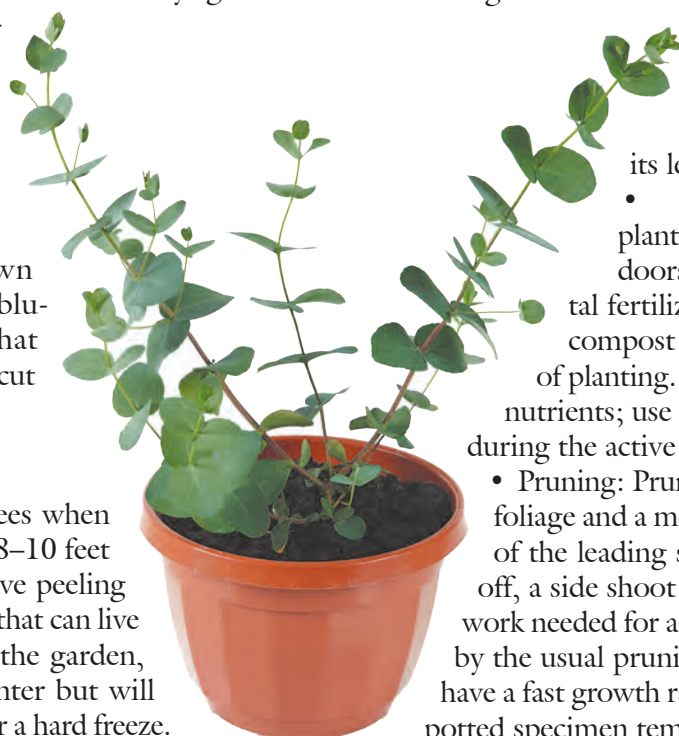 wn
blu-
hat
cut
ees when
8–10 feet
ve peeling
that can live
the garden,
nter but will
r a hard freeze.
its le
•
plant
doors
tal fertiliz
compost
of planting.
nutrients; use
during the active
• Pruning: Prun
foliage and a m
of the leading s
off, a side shoot
work needed for a
by the usual pruni
have a fast growth r
potted specimen tem